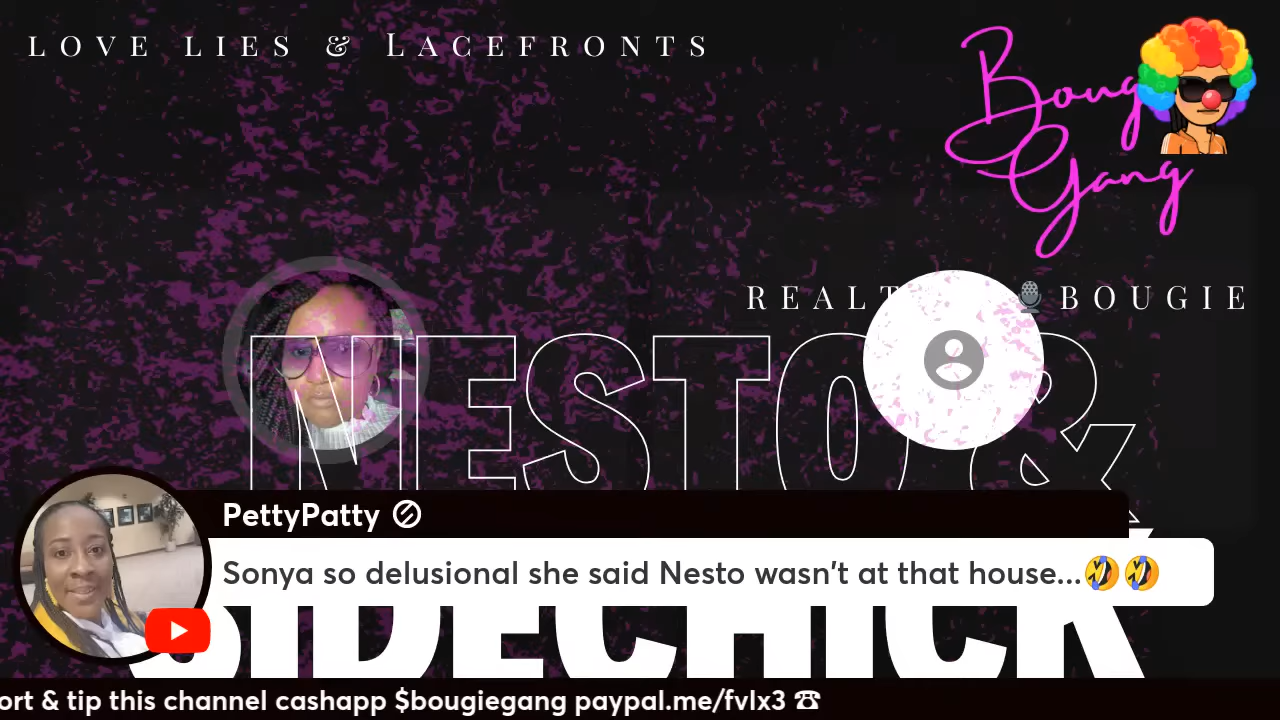 LOVE LIES & LACEFRONTS
Boug
Gang
REALT
BOUGIE
NESTO &
PettyPatty
Sonya so delusional she said Nesto wasn't at that house...🤣🤣
SIDECHICK
ort & tip this channel cashapp $bougiegang paypal.me/fvlx3 ☎